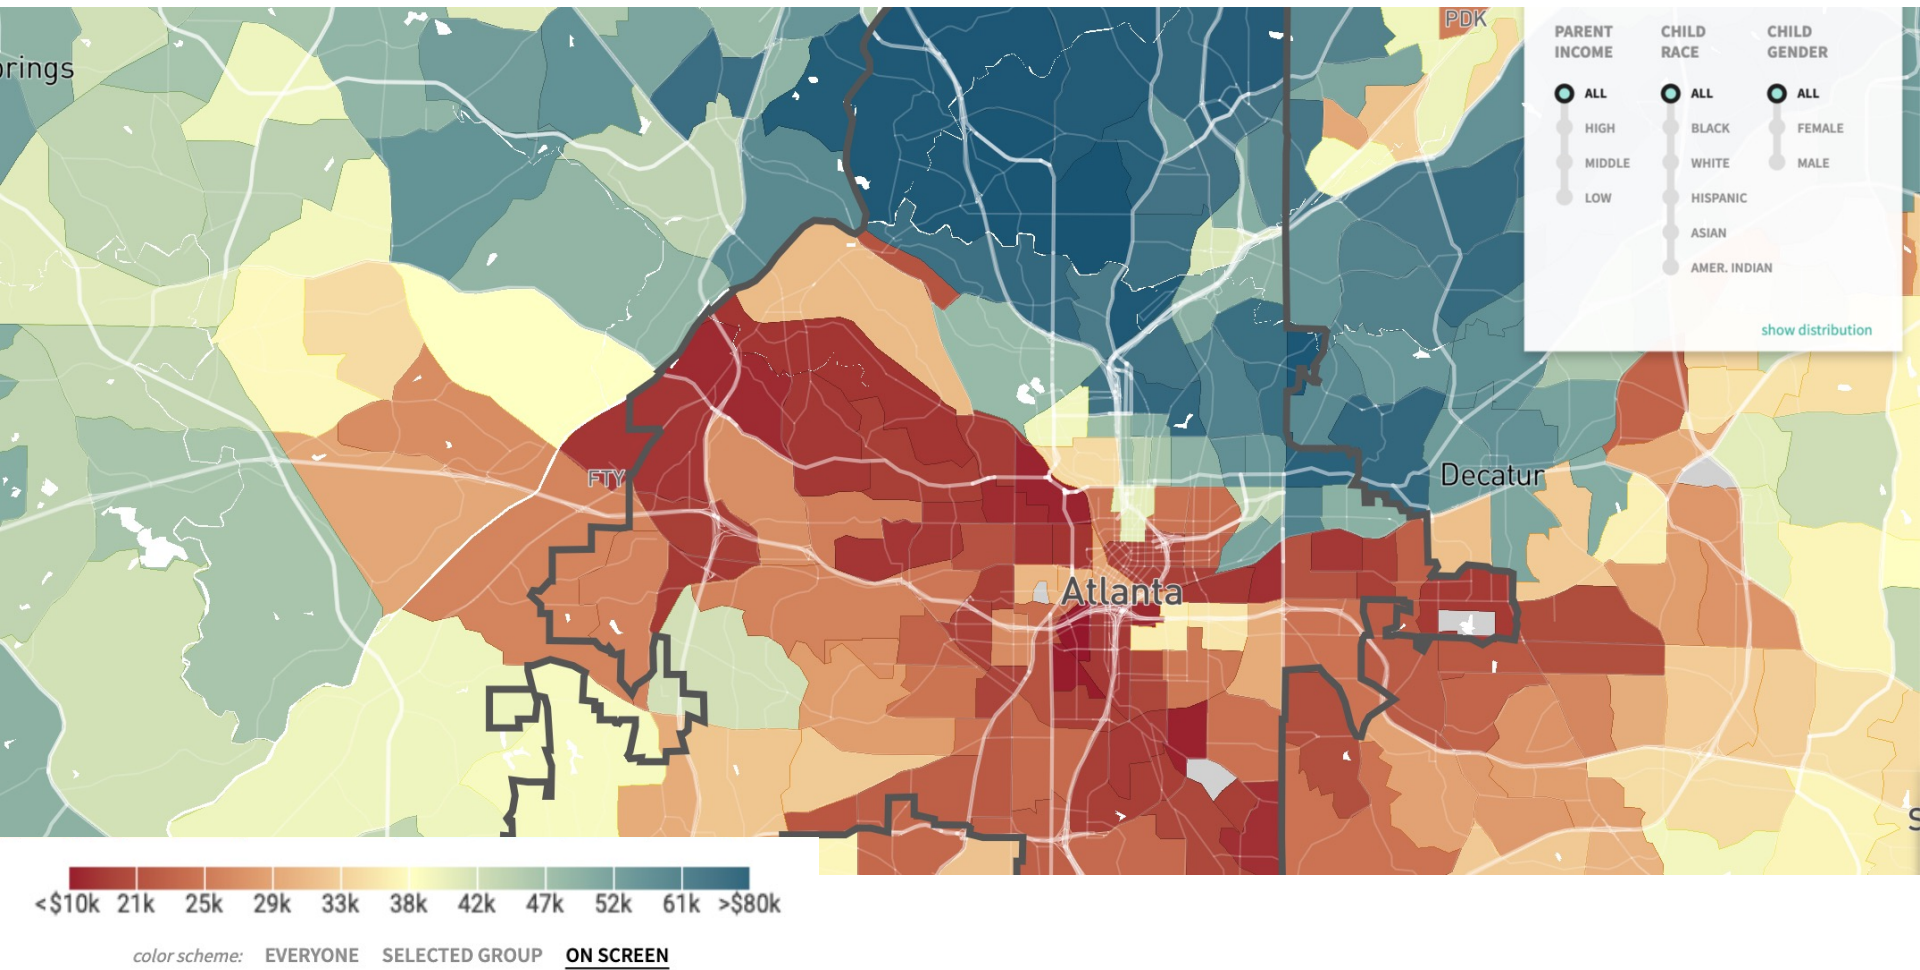 PDK
PARENT INCOME
ALL
HIGH
MIDDLE
LOW
CHILD RACE
ALL
BLACK
WHITE
HISPANIC
ASIAN
AMER. INDIAN
CHILD GENDER
ALL
FEMALE
MALE
show distribution
orings
FTY
Decatur
Atlanta
S
<$10k 21k 25k 29k 33k 38k 42k 47k 52k 61k >$80k
color scheme: EVERYONE SELECTED GROUP ON SCREEN